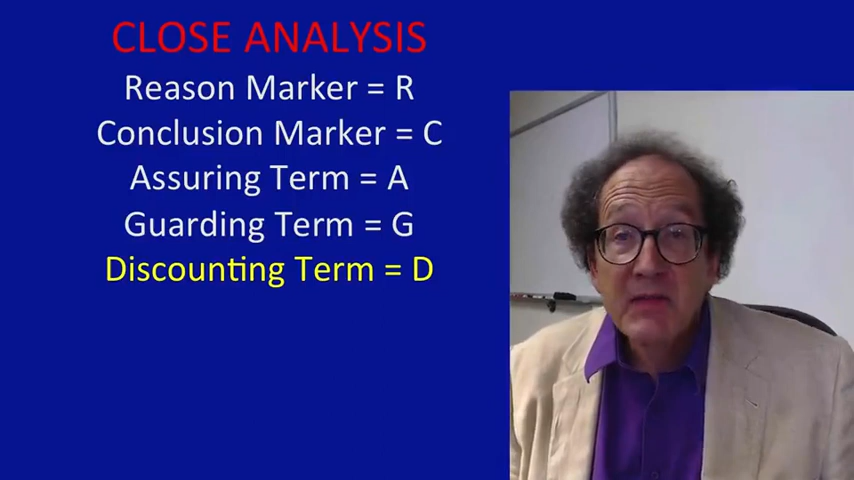 CLOSE ANALYSIS
Reason Marker = R
Conclusion Marker = C
Assuring Term = A
Guarding Term = G
Discounting Term = D